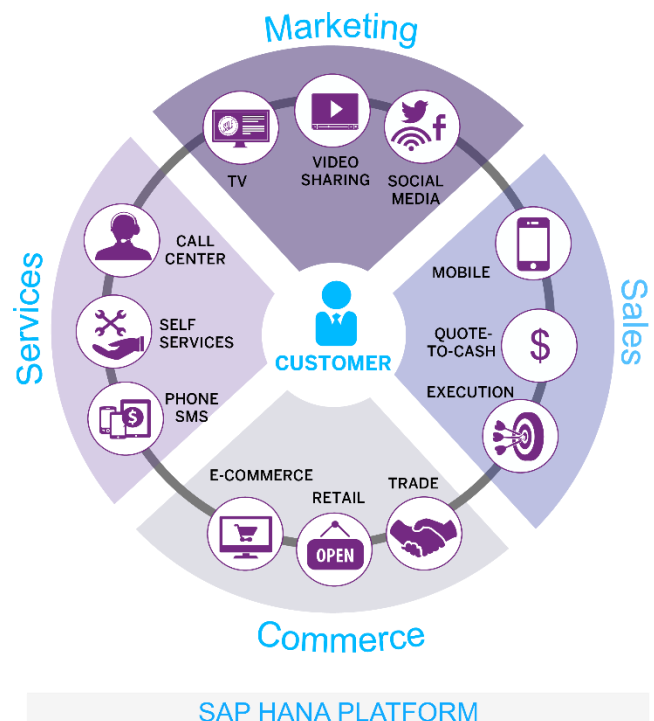 Marketing
TV
VIDEO
SHARING
SOCIAL
MEDIA
f
Services
CALL
CENTER
SELF
SERVICES
PHONE
SMS
$
CUSTOMER
Sales
MOBILE
QUOTE-
TO-CASH
$
EXECUTION
E-COMMERCE
RETAIL
OPEN
TRADE
Commerce
SAP HANA PLATFORM